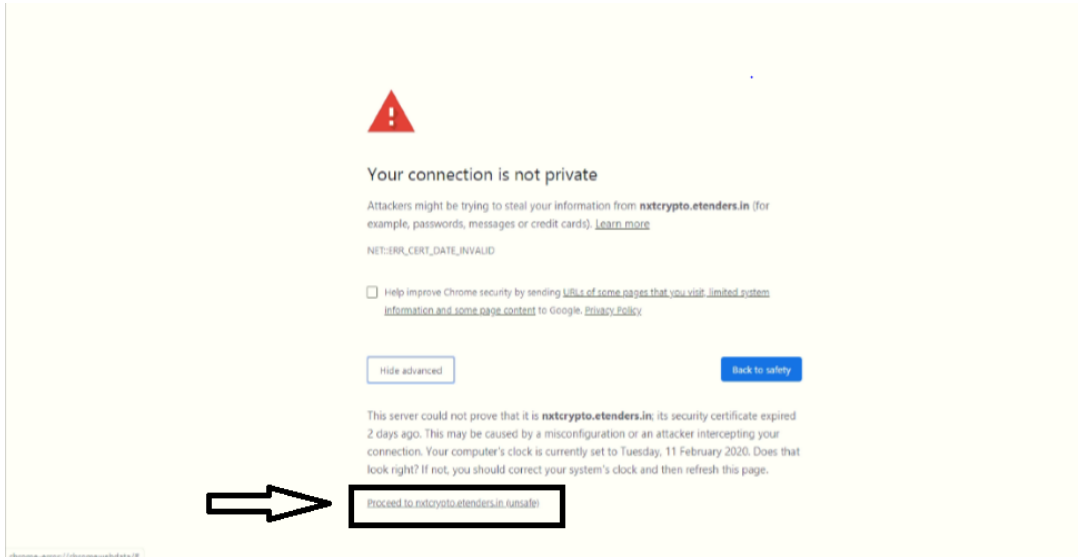 Your connection is not private
Attackers might be trying to steal your information from nxtcrypto.etenders.in (for
example, passwords, messages or credit cards). Learn more
NET::ERR_CERT_DATE_INVALID
Help improve Chrome security by sending URLs of some pages that you visit, limited system
information and some page content to Google. Privacy Policy
Hide advanced
Back to safety
This server could not prove that it is nxtcrypto.etenders.in; its security certificate expired
2 days ago. This may be caused by a misconfiguration or an attacker intercepting your
connection. Your computer's clock is currently set to Tuesday, 11 February 2020. Does that
look right? If not, you should correct your system's clock and then refresh this page.
Proceed to nxtcrypto.etenders.in (unsafe)